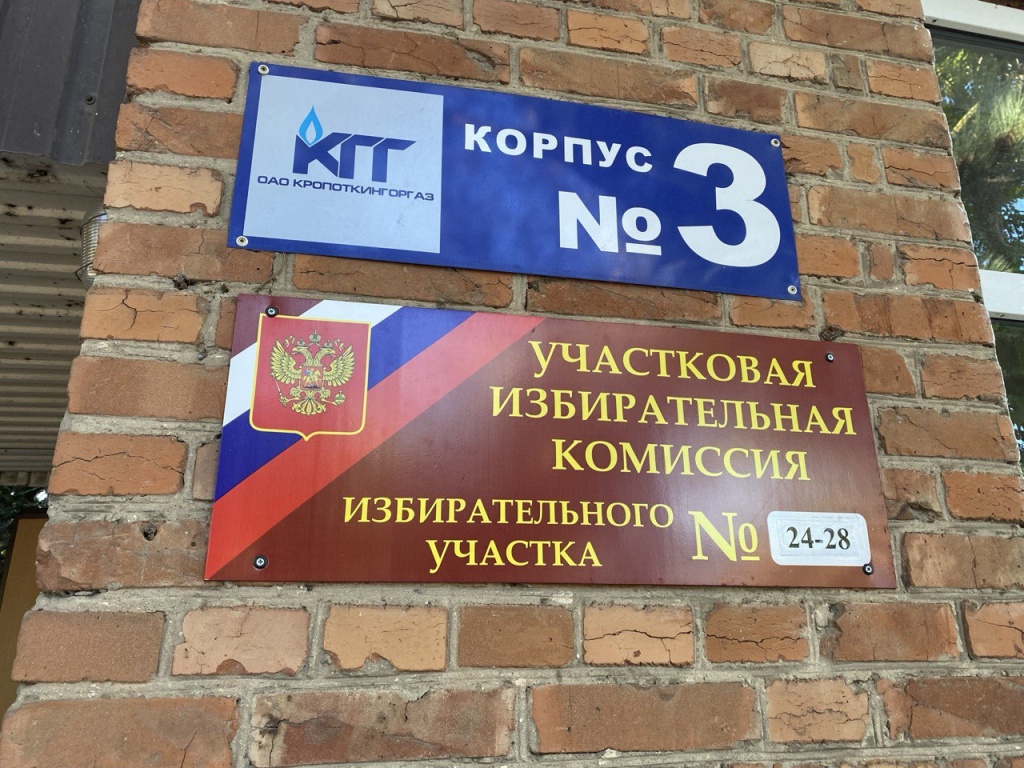 КГГ
ОАО КРОПОТКИНГОРГАЗ
КОРПУС
№ 3
УЧАСТКОВАЯ
ИЗБИРАТЕЛЬНАЯ
КОМИССИЯ
ИЗБИРАТЕЛЬНОГО
УЧАСТКА № 24-28